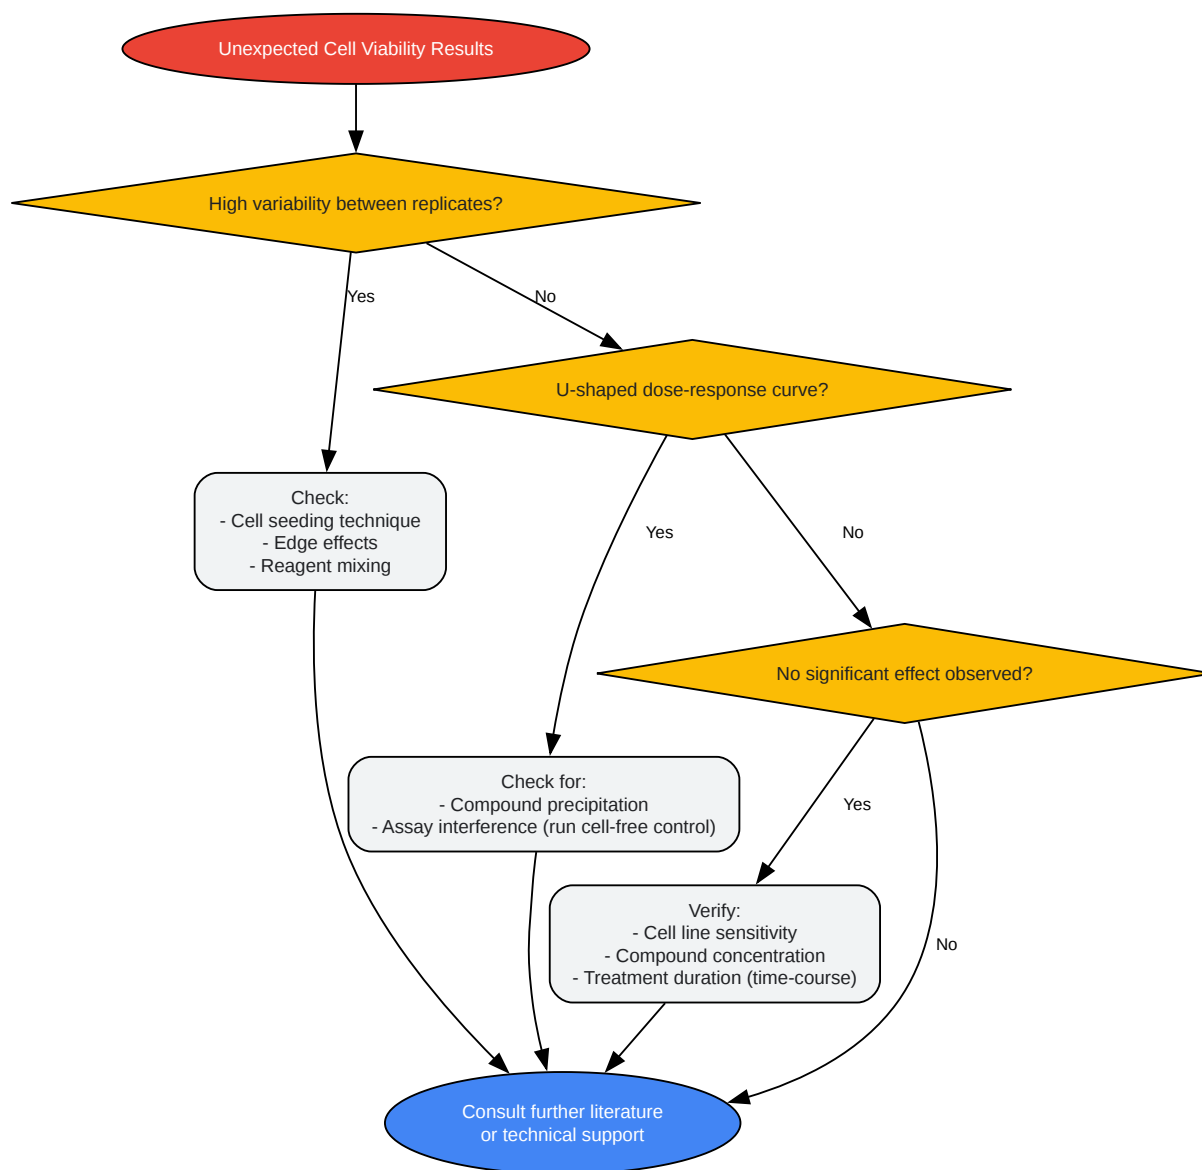 Unexpected Cell Viability Results
High variability between replicates?
Yes
No
U-shaped dose-response curve?
Check:
- Cell seeding technique
- Edge effects
- Reagent mixing
Yes
No
No significant effect observed?
Check for:
- Compound precipitation
- Assay interference (run cell-free control)
Yes
No
Verify:
- Cell line sensitivity
- Compound concentration
- Treatment duration (time-course)
Consult further literature
or technical support